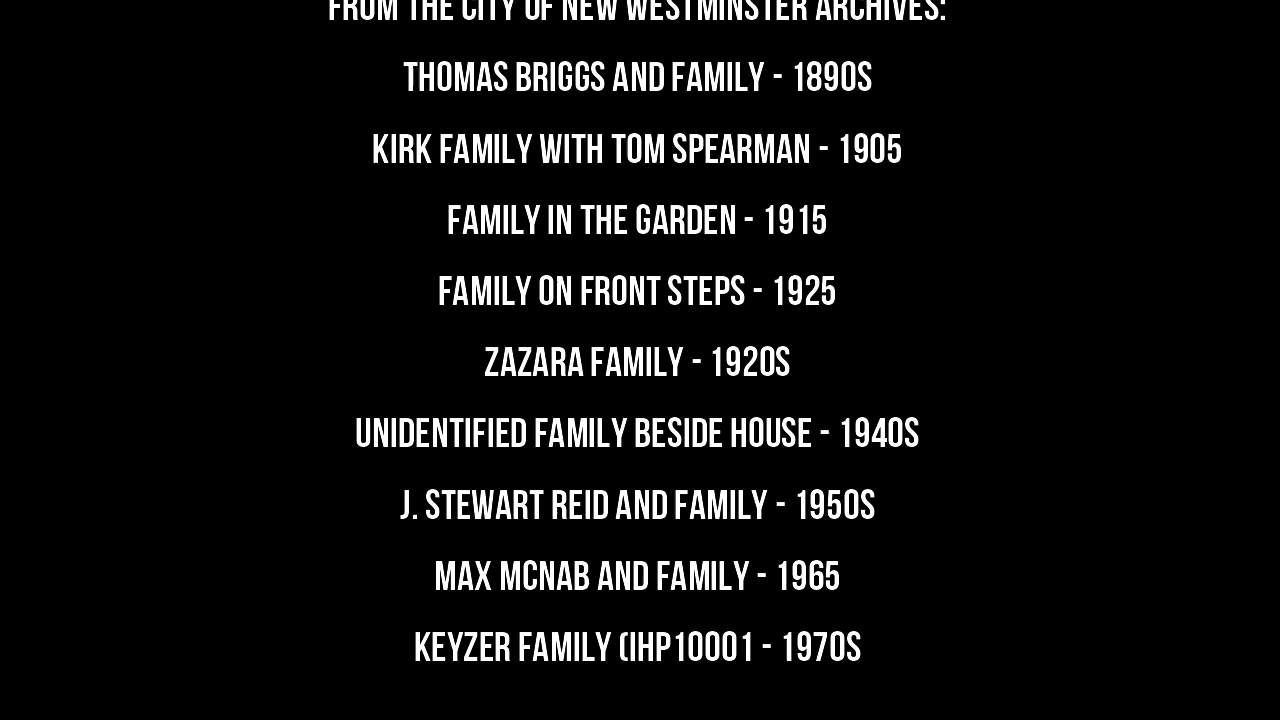 FROM THE CITY OF NEW WESTMINSTER ARCHIVES:
THOMAS BRIGGS AND FAMILY - 1890S
KIRK FAMILY WITH TOM SPEARMAN - 1905
FAMILY IN THE GARDEN - 1915
FAMILY ON FRONT STEPS - 1925
ZAZARA FAMILY - 1920S
UNIDENTIFIED FAMILY BESIDE HOUSE - 1940S
J. STEWART REID AND FAMILY - 1950S
MAX MCNAB AND FAMILY - 1965
KEYZER FAMILY (IHP10001 - 1970S